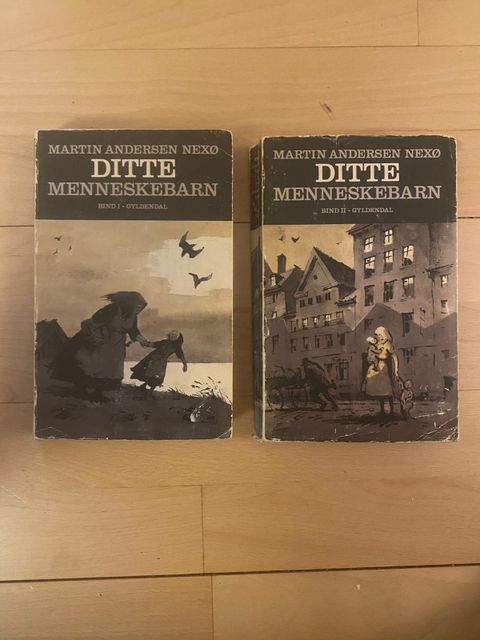 MARTIN ANDERSEN NEXØ
DITTE
MENNESKEBARN
BIND I - GYLDENDAL
MARTIN ANDERSEN NEXØ
DITTE
MENNESKEBARN
BIND II - GYLDENDAL